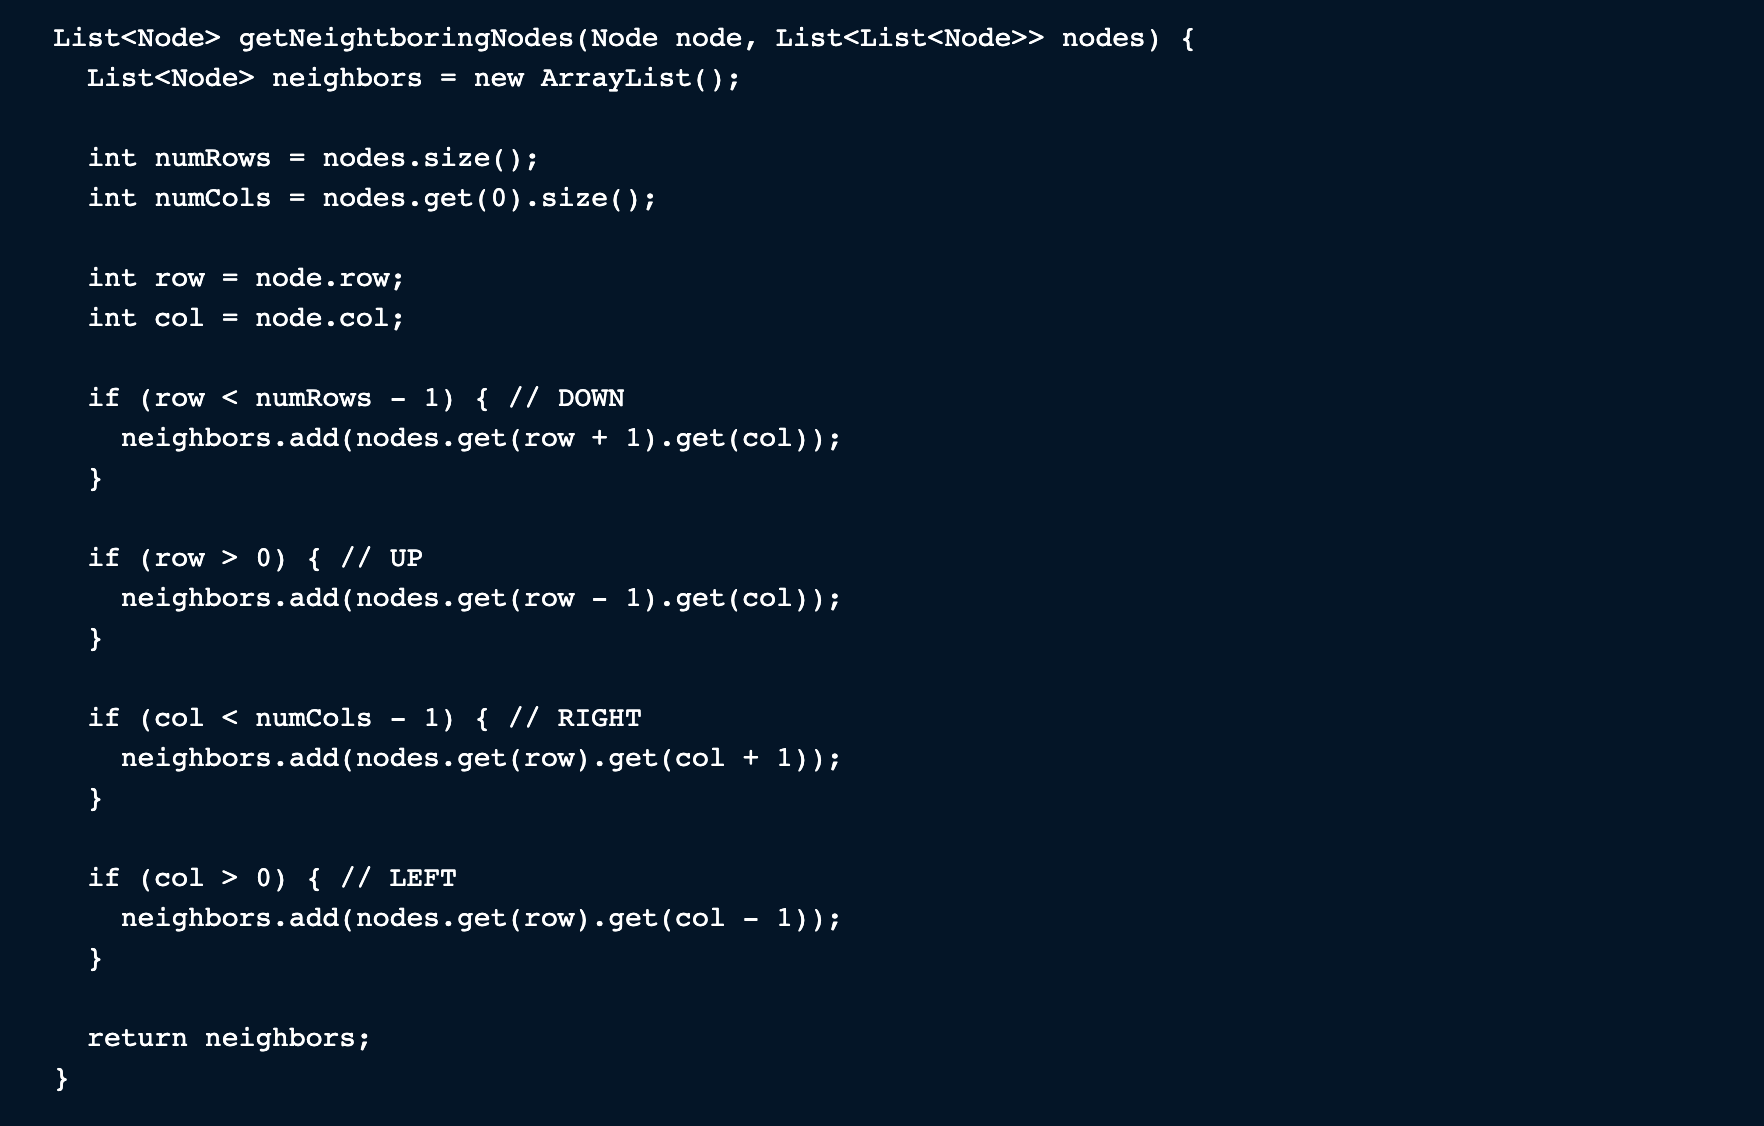 List<Node> getNeightboringNodes(Node node, List<List<Node>> nodes) {
  List<Node> neighbors = new ArrayList();

  int numRows = nodes.size();
  int numCols = nodes.get(0).size();

  int row = node.row;
  int col = node.col;

  if (row < numRows - 1) { // DOWN
    neighbors.add(nodes.get(row + 1).get(col));
  }

  if (row > 0) { // UP
    neighbors.add(nodes.get(row - 1).get(col));
  }

  if (col < numCols - 1) { // RIGHT
    neighbors.add(nodes.get(row).get(col + 1));
  }

  if (col > 0) { // LEFT
    neighbors.add(nodes.get(row).get(col - 1));
  }

  return neighbors;
}